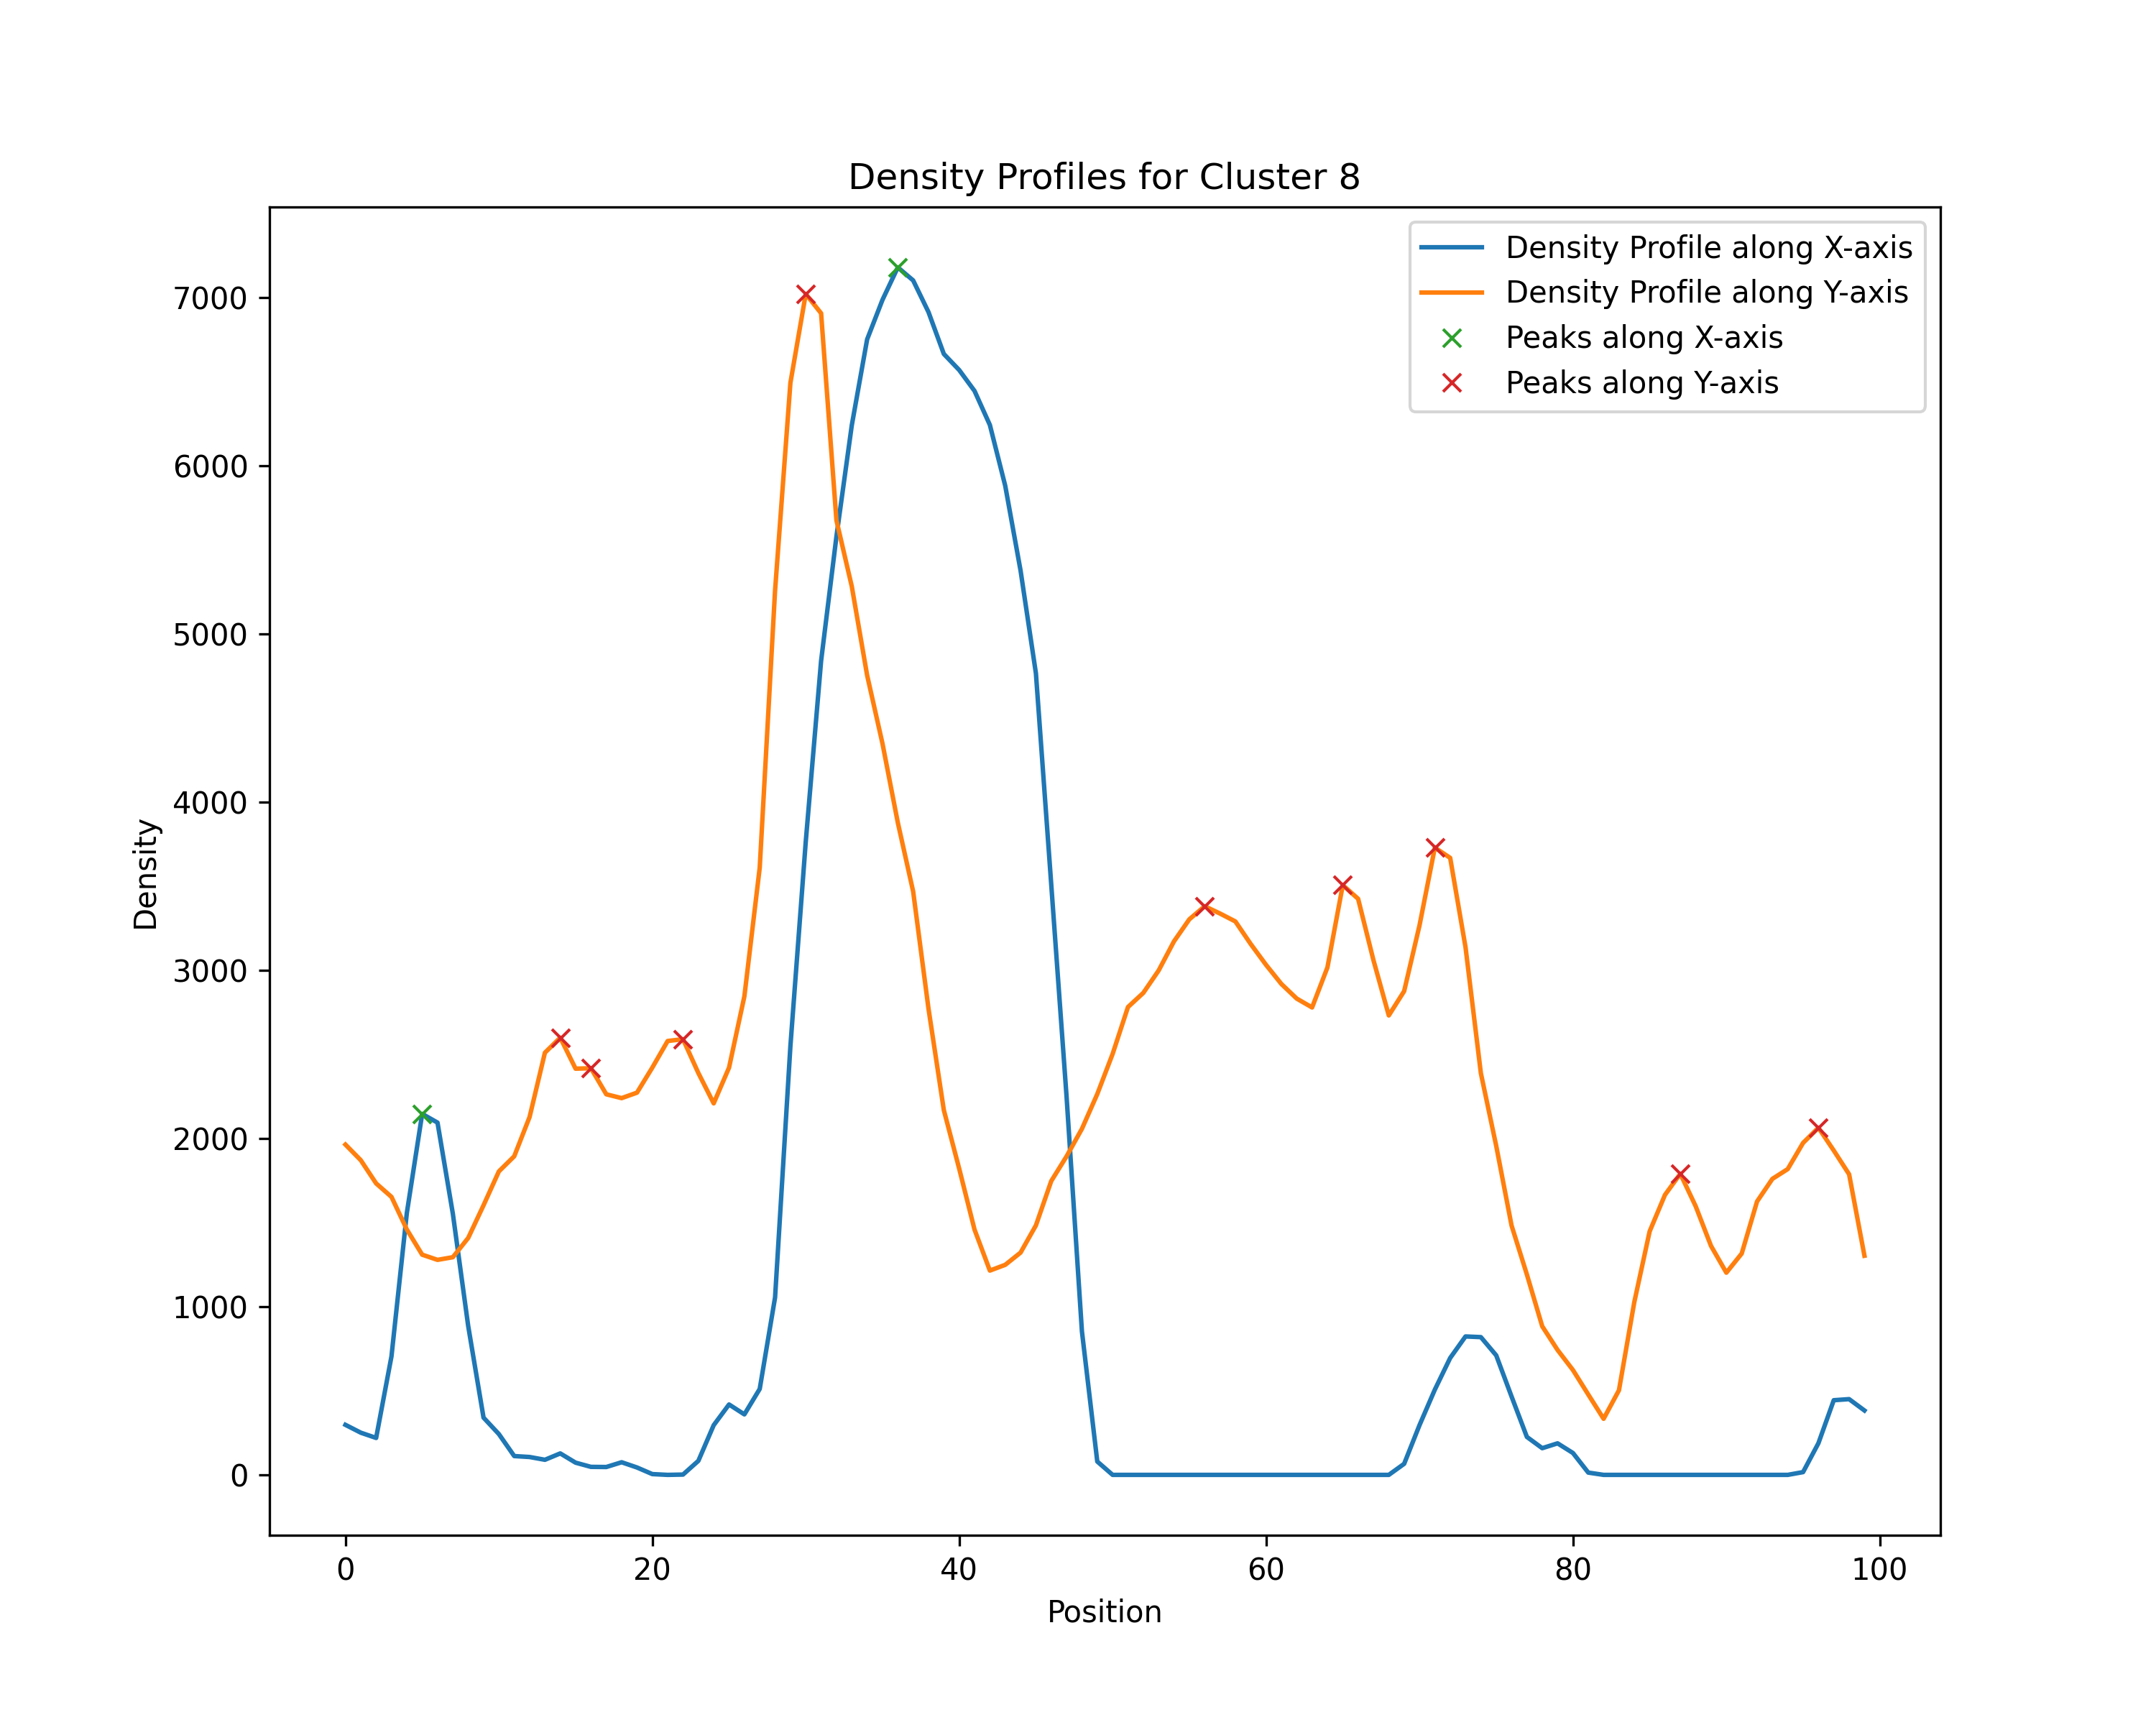 Density Profiles for Cluster 8
Density Profile along X-axis
Density Profile along Y-axis
Peaks along X-axis
Peaks along Y-axis
7000
6000
5000
4000
3000
2000
1000
0
Density
0 20 40 60 80 100
Position